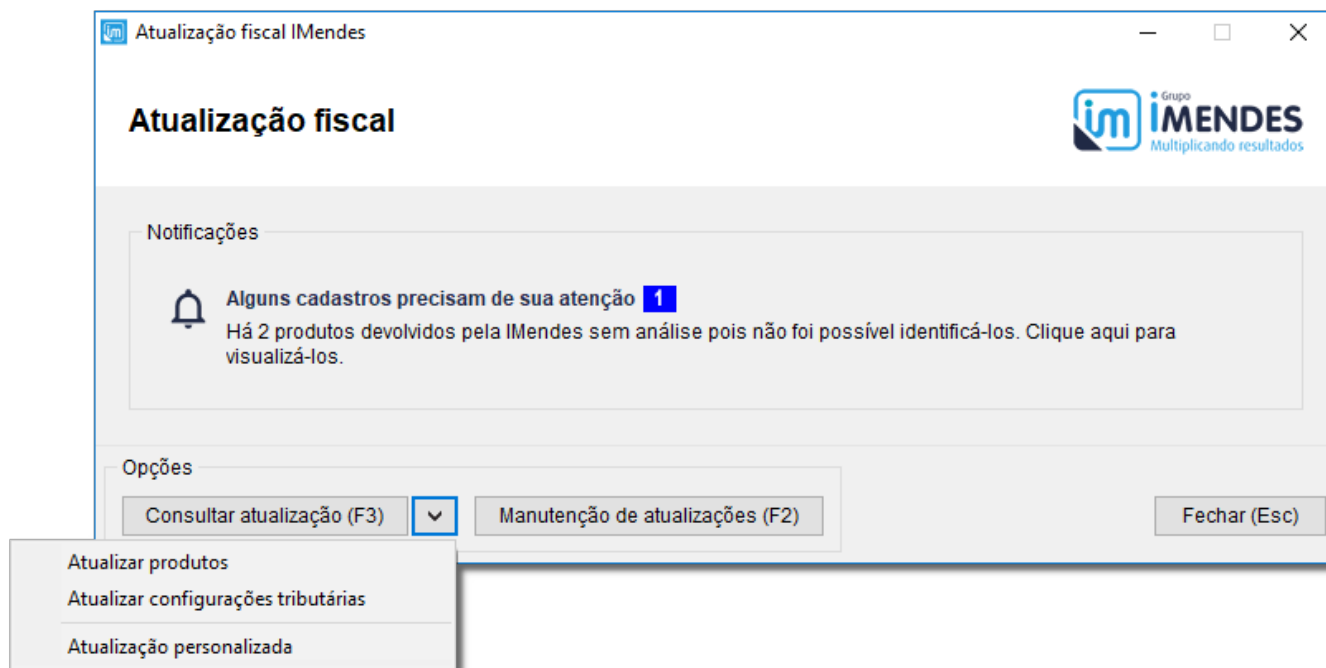 Atualização fiscal IMendes
Atualização fiscal
im
Grupo
iMENDES
Multiplicando resultados
Notificações
Alguns cadastros precisam de sua atenção 1
Há 2 produtos devolvidos pela IMendes sem análise pois não foi possível identificá-los. Clique aqui para
visualizá-los.
Opções
Consultar atualização (F3)
Manutenção de atualizações (F2)
Fechar (Esc)
Atualizar produtos
Atualizar configurações tributárias
Atualização personalizada